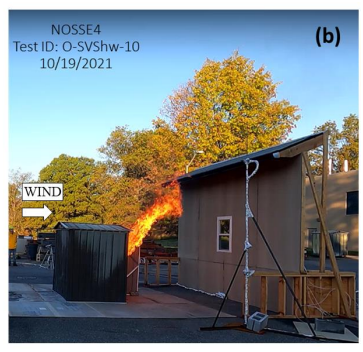 NOSSE4
Test ID: O-SVShw-10
10/19/2021
(b)
WIND